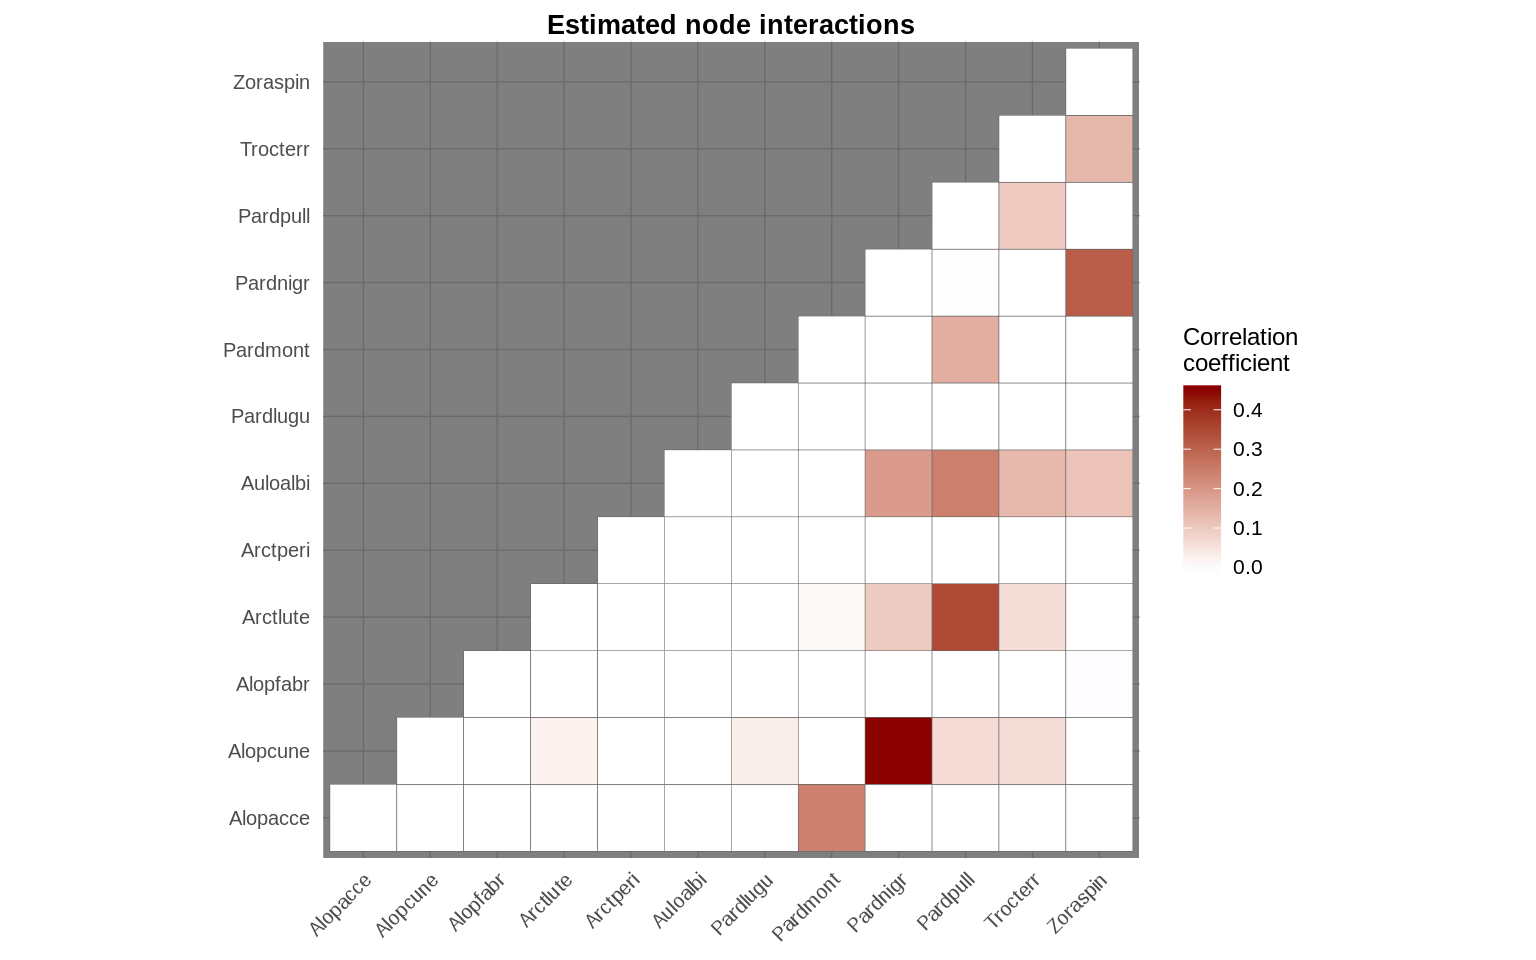 Estimated node interactions
Zoraspin
Trocterr
Pardpull
Pardnigr
Pardmont
Pardlugu
Auloalbi
Arctperi
Arctlute
Alopfabr
Alopcune
Alopacce
Alopacce
Alopcune
Alopfabr
Arctlute
Arctperi
Auloalbi
Pardlugu
Pardmont
Pardnigr
Pardpull
Trocterr
Zoraspin
Correlation
coefficient
0.4
0.3
0.2
0.1
0.0